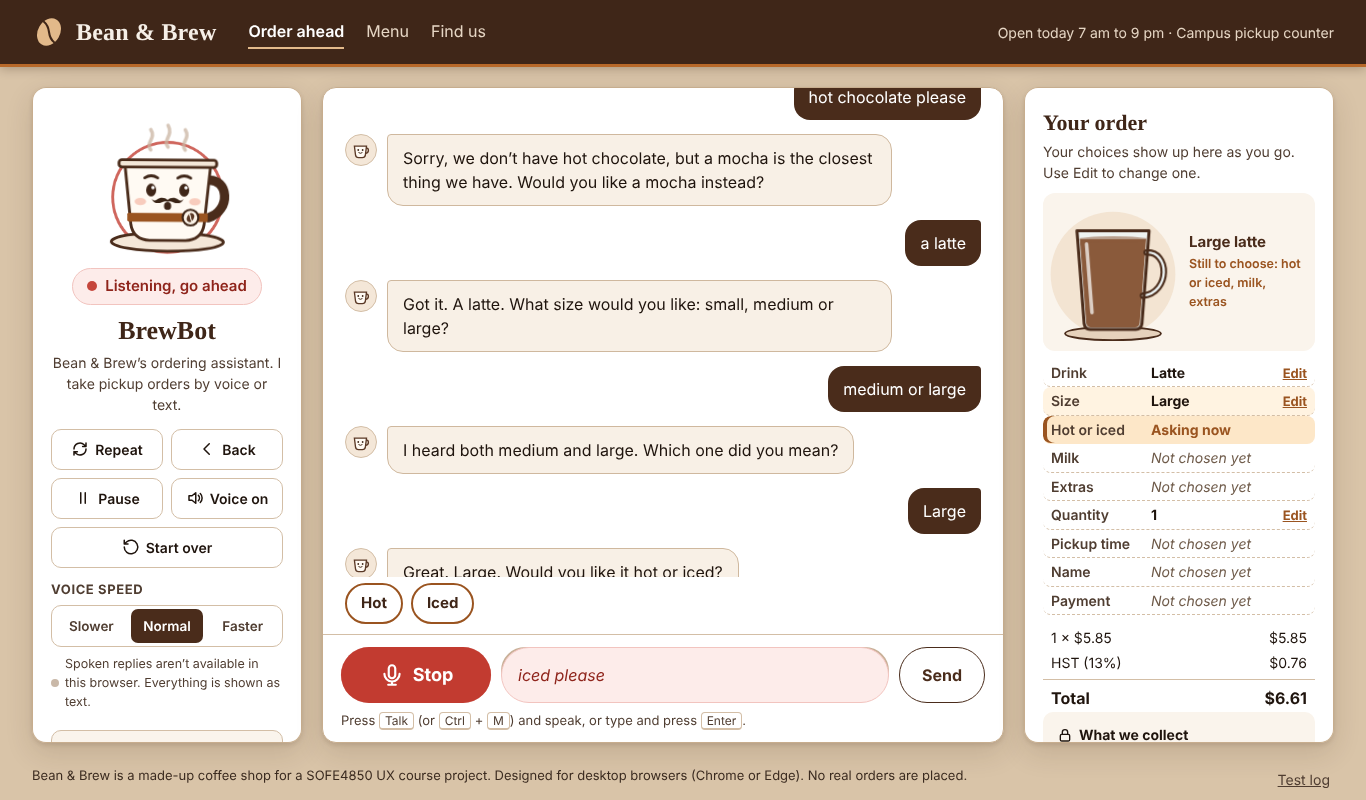 Bean & Brew
Order ahead
Menu
Find us
Open today 7 am to 9 pm · Campus pickup counter
Listening, go ahead
BrewBot
Bean & Brew’s ordering assistant. I
take pickup orders by voice or
text.
Repeat
Back
Pause
Voice on
Start over
VOICE SPEED
Slower
Normal
Faster
Spoken replies aren’t available in
this browser. Everything is shown as
text.
hot chocolate please
Sorry, we don’t have hot chocolate, but a mocha is the closest
thing we have. Would you like a mocha instead?
a latte
Got it. A latte. What size would you like: small, medium or
large?
medium or large
I heard both medium and large. Which one did you mean?
Large
Great. Large. Would you like it hot or iced?
Hot
Iced
Stop
iced please
Send
Press Talk (or Ctrl + M) and speak, or type and press Enter.
Your order
Your choices show up here as you go.
Use Edit to change one.
Large latte
Still to choose: hot
or iced, milk,
extras
Drink Latte Edit
Size Large Edit
Hot or iced Asking now
Milk Not chosen yet
Extras Not chosen yet
Quantity 1 Edit
Pickup time Not chosen yet
Name Not chosen yet
Payment Not chosen yet
1 × $5.85 $5.85
HST (13%) $0.76
Total $6.61
What we collect
Bean & Brew is a made-up coffee shop for a SOFE4850 UX course project. Designed for desktop browsers (Chrome or Edge). No real orders are placed.
Test log